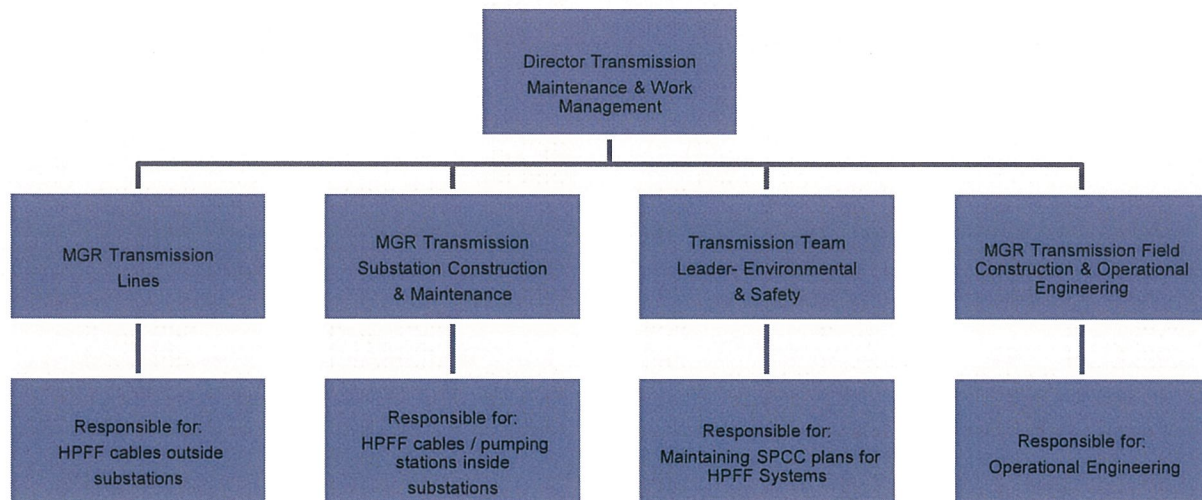 Director Transmission
Maintenance & Work
Management
MGR Transmission
Lines
MGR Transmission
Substation Construction
& Maintenance
Transmission Team
Leader- Environmental
& Safety
MGR Transmission Field
Construction & Operational
Engineering
Responsible for:
HPFF cables outside
substations
Responsible for:
HPFF cables / pumping
stations inside
substations
Responsible for:
Maintaining SPCC plans for
HPFF Systems
Responsible for:
Operational Engineering